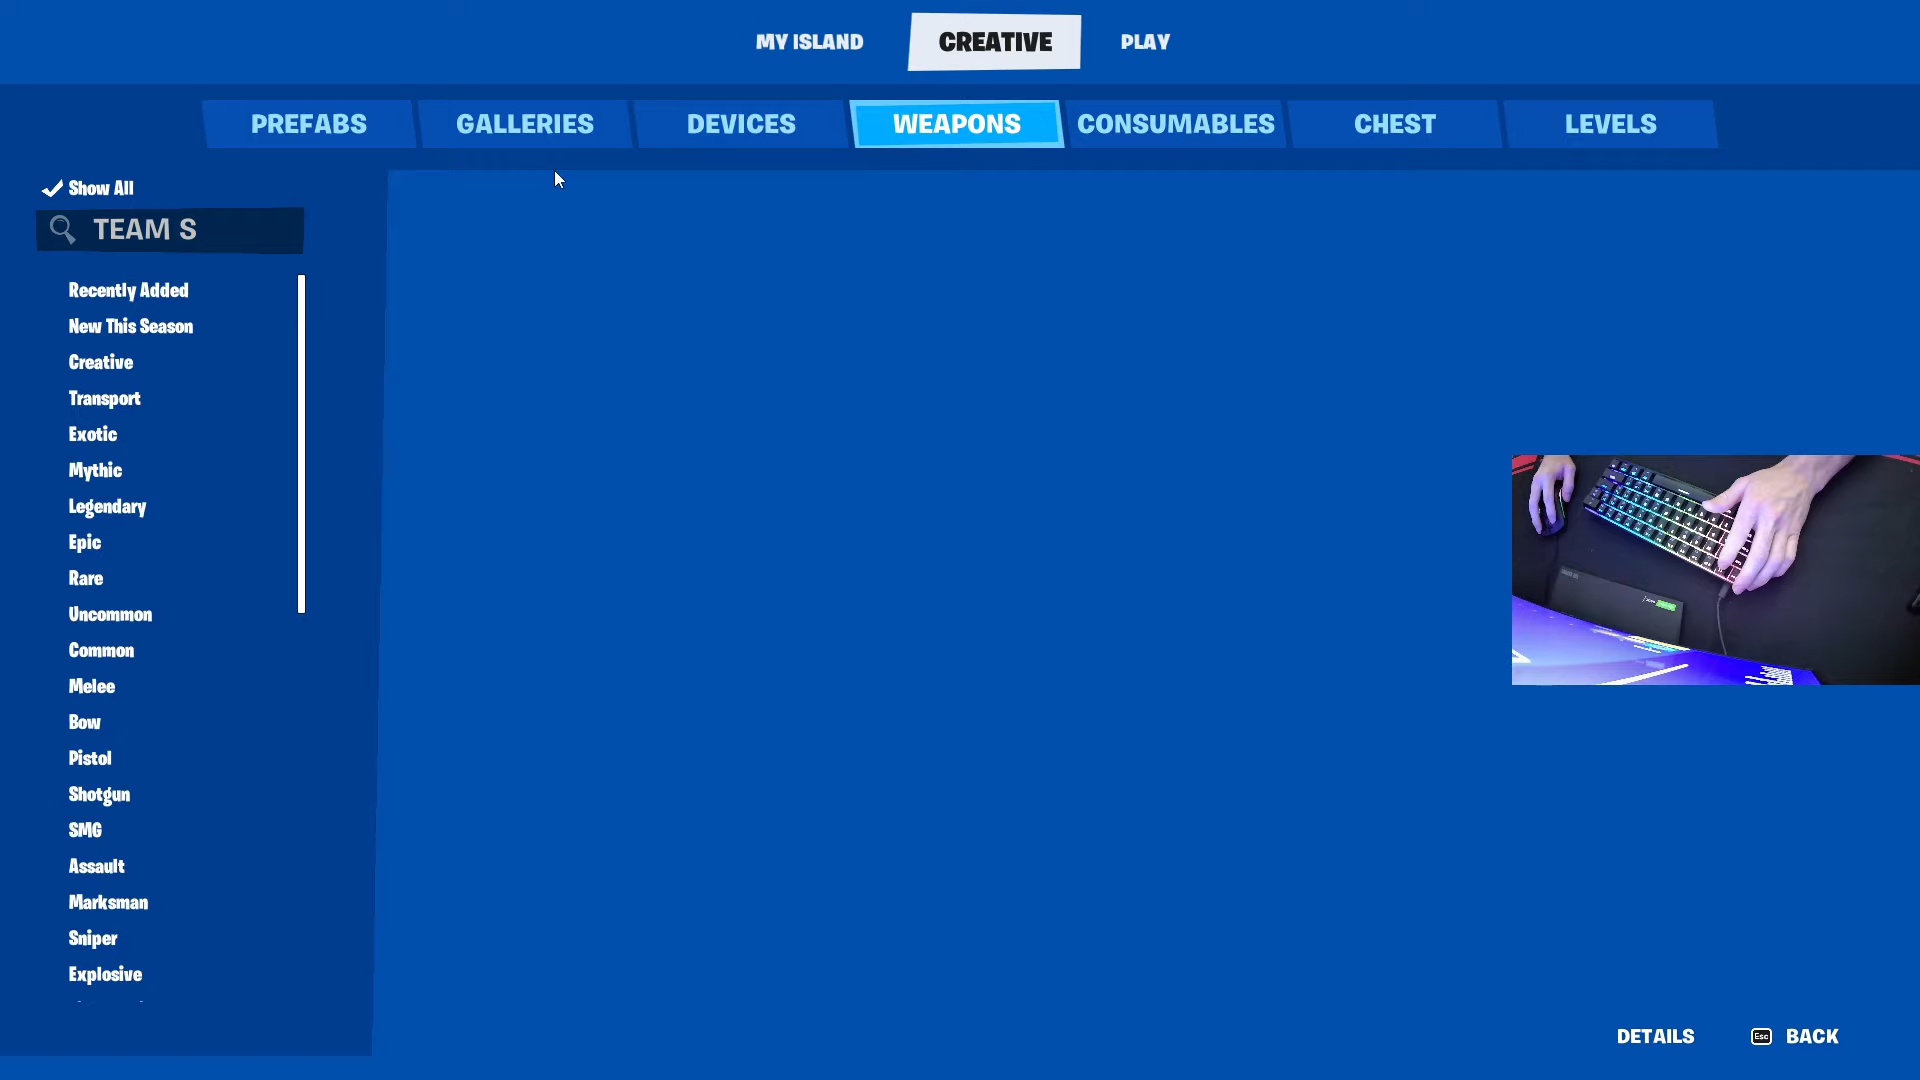 MY ISLAND CREATIVE PLAY
PREFABS GALLERIES DEVICES WEAPONS CONSUMABLES CHEST LEVELS
Show All
TEAM S
Recently Added
New This Season
Creative
Transport
Exotic
Mythic
Legendary
Epic
Rare
Uncommon
Common
Melee
Bow
Pistol
Shotgun
SMG
Assault
Marksman
Sniper
Explosive
DETAILS Esc BACK